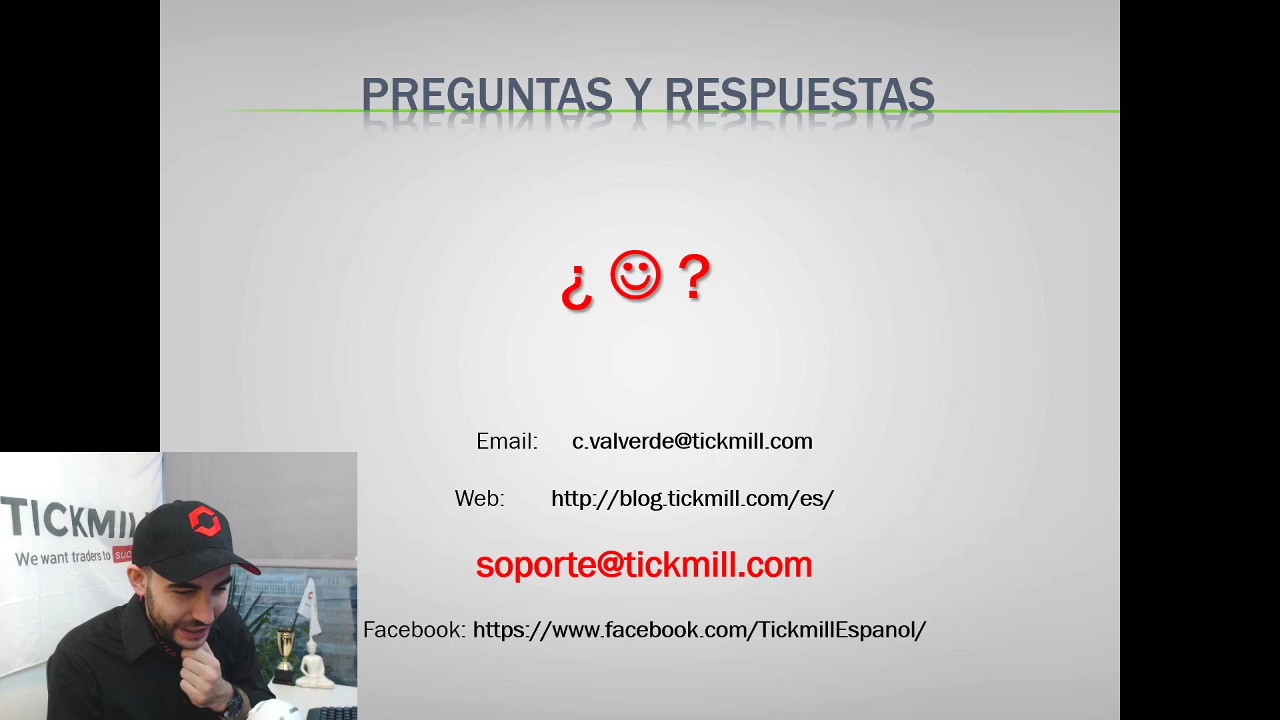 PREGUNTAS Y RESPUESTAS
¿☺?
Email: c.valverde@tickmill.com
Web: http://blog.tickmill.com/es/
soporte@tickmill.com
Facebook: https://www.facebook.com/TickmillEspanol/
TICKMILL
We want traders to